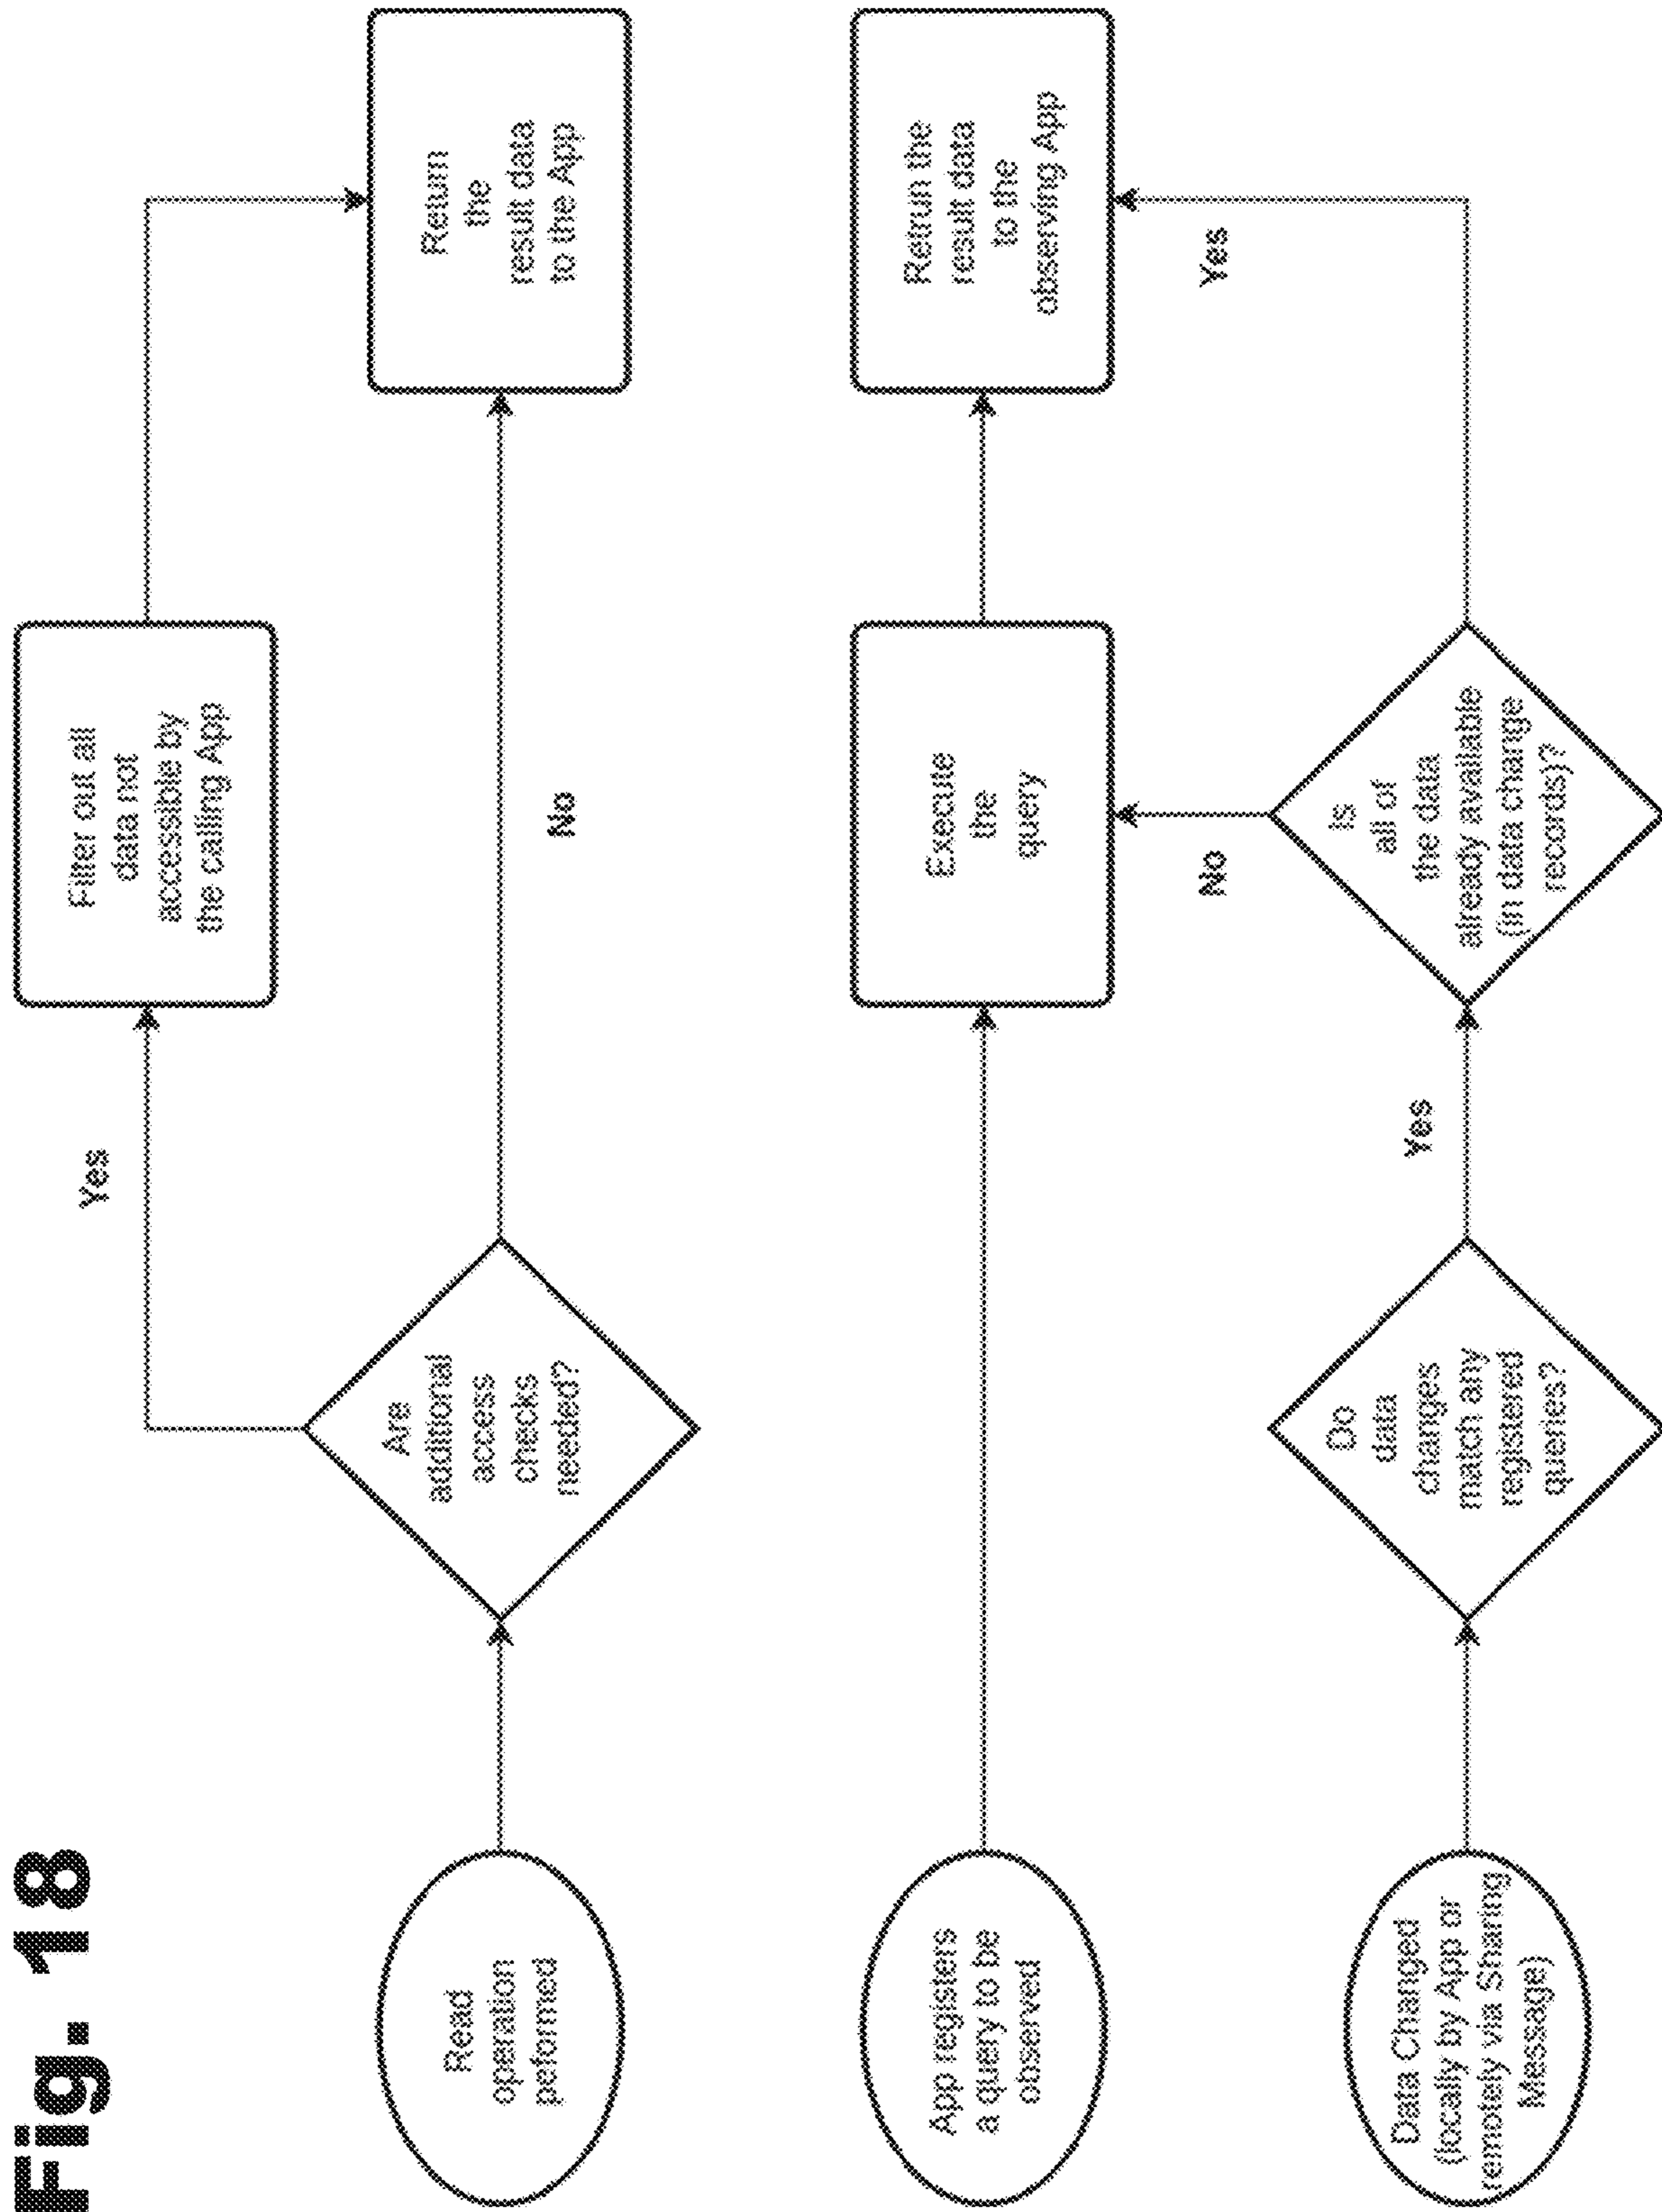 Fig. 18
Yes
Filter out all
data not
accessible by
the calling App
Read
operation
peformed
Are
additional
access
checks
needed?
No
Return
the
result data
to the App
App registers
a query to be
observed
Execute
the
query
Retrun the
result data
to the
observing App
No
Yes
Data Changed
(locally by App or
remotely via Sharing
Message)
Do
data
changes
match any
registered
queries?
Yes
Is
all of
the data
already available
(in data change
records)?